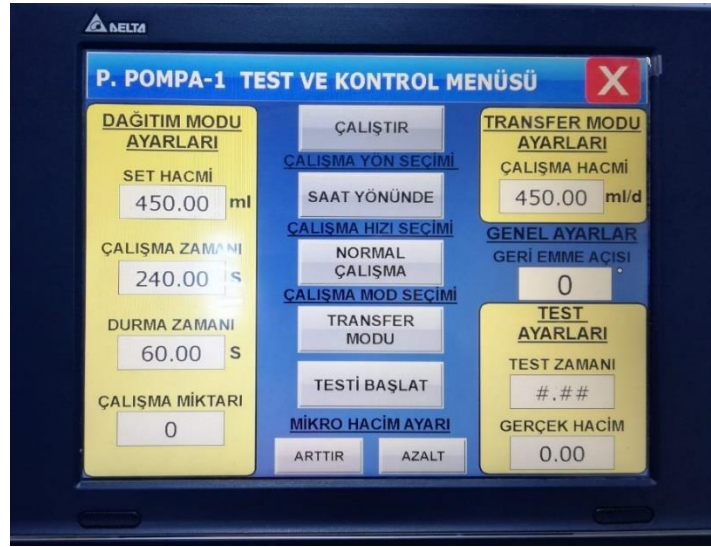 DELTA
P. POMPA-1 TEST VE KONTROL MENÜSÜ
X
DAĞITIM MODU
AYARLARI
SET HACMİ
450.00 ml
ÇALIŞMA ZAMANI
240.00 S
DURMA ZAMANI
60.00 S
ÇALIŞMA MİKTARI
0
ÇALIŞTIR
ÇALIŞMA YÖN SEÇİMİ
SAAT YÖNÜNDE
ÇALIŞMA HIZI SEÇİMİ
NORMAL
ÇALIŞMA
ÇALIŞMA MOD SEÇİMİ
TRANSFER
MODU
TESTİ BAŞLAT
MİKRO HACİM AYARI
ARTTIR AZALT
TRANSFER MODU
AYARLARI
ÇALIŞMA HACMİ
450.00 ml/d
GENEL AYARLAR
GERİ EMME AÇISI
0
TEST
AYARLARI
TEST ZAMANI
#.##
GERÇEK HACİM
0.00